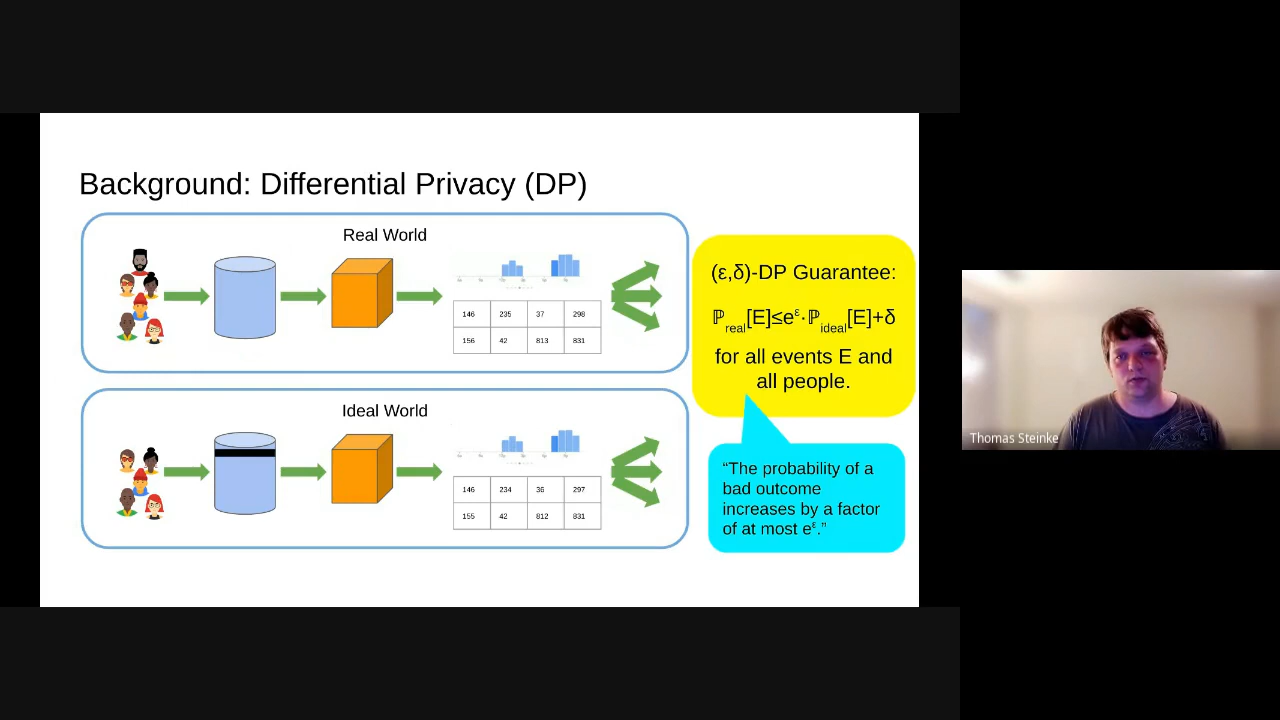 Background: Differential Privacy (DP)
Real World
146 235 37 298
156 42 813 831
(ε,δ)-DP Guarantee:
ℙreal[E]≤e^ε·ℙideal[E]+δ
for all events E and
all people.
Ideal World
146 234 36 297
155 42 812 831
“The probability of a
bad outcome
increases by a factor
of at most e^ε.”
Thomas Steinke